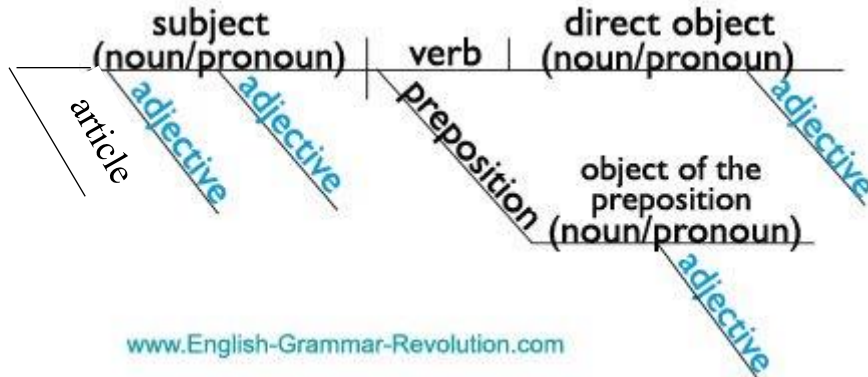 subject
(noun/pronoun)
verb
direct object
(noun/pronoun)
article
adjective
adjective
preposition
adjective
object of the
preposition
(noun/pronoun)
adjective
www.English-Grammar-Revolution.com